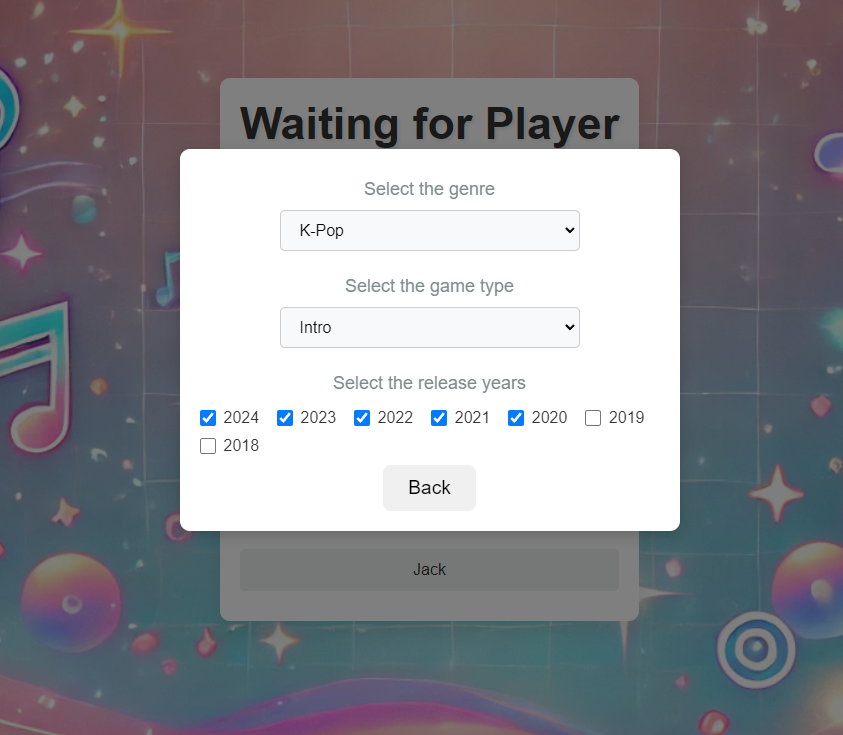 Waiting for Player
Select the genre
K-Pop
Select the game type
Intro
Select the release years
2024 2023 2022 2021 2020 2019
2018
Back
Jack